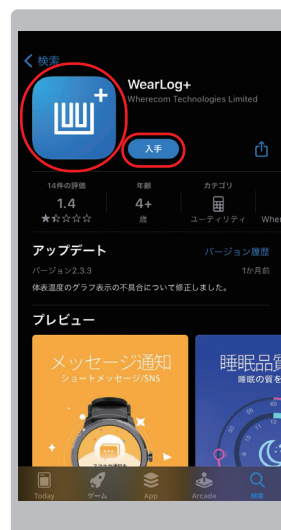 検索
WearLog+
Wherecom Technologies Limited
入手
14件の評価
年齢
カテゴリ
1.4
4+
★☆☆☆☆
歳
ユーティリティ
Wher
アップデート
バージョン履歴
バージョン2.3.3
1か月前
体表温度のグラフ表示の不具合について修正しました。
プレビュー
メッセージ通知
ショートメッセージ/SNS
睡眠品質
睡眠の質を
60
12
Today
ゲーム
App
Arcade
検索